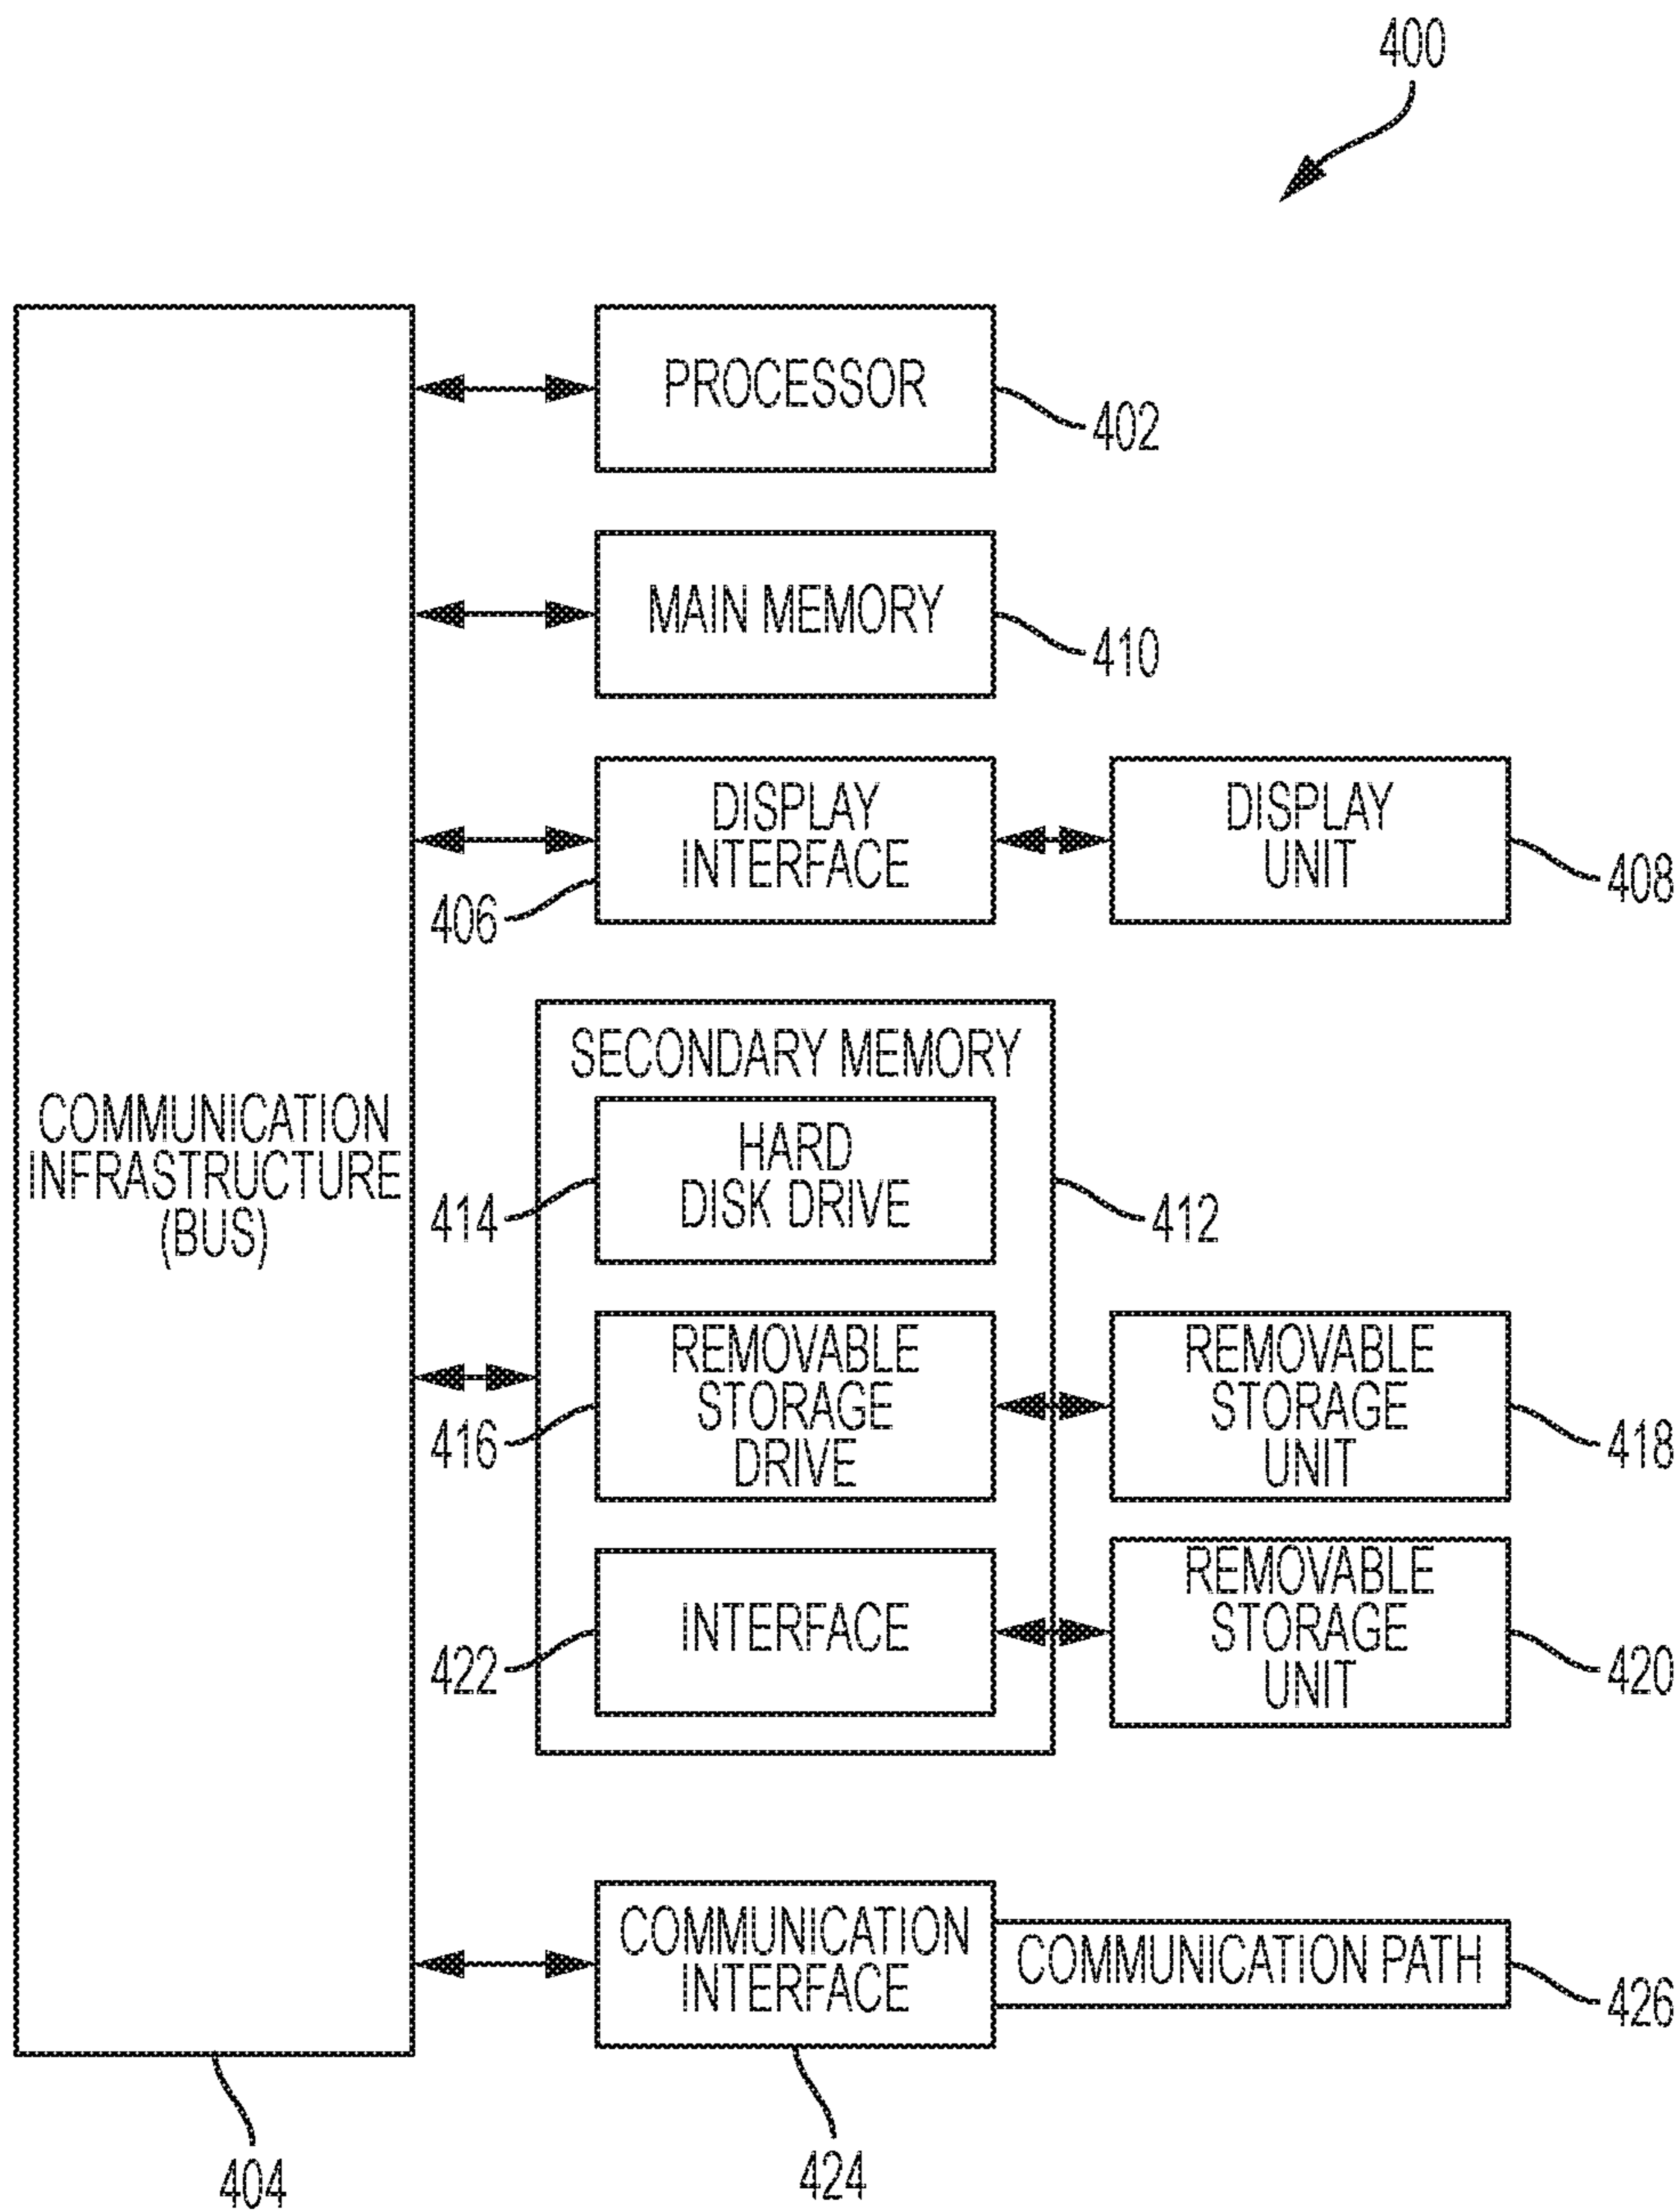 400
PROCESSOR
402
MAIN MEMORY
410
DISPLAY
INTERFACE
406
DISPLAY
UNIT
408
COMMUNICATION
INFRASTRUCTURE
(BUS)
404
SECONDARY MEMORY
412
HARD
DISK DRIVE
414
REMOVABLE
STORAGE
DRIVE
416
REMOVABLE
STORAGE
UNIT
418
INTERFACE
422
REMOVABLE
STORAGE
UNIT
420
COMMUNICATION
INTERFACE
424
COMMUNICATION PATH
426